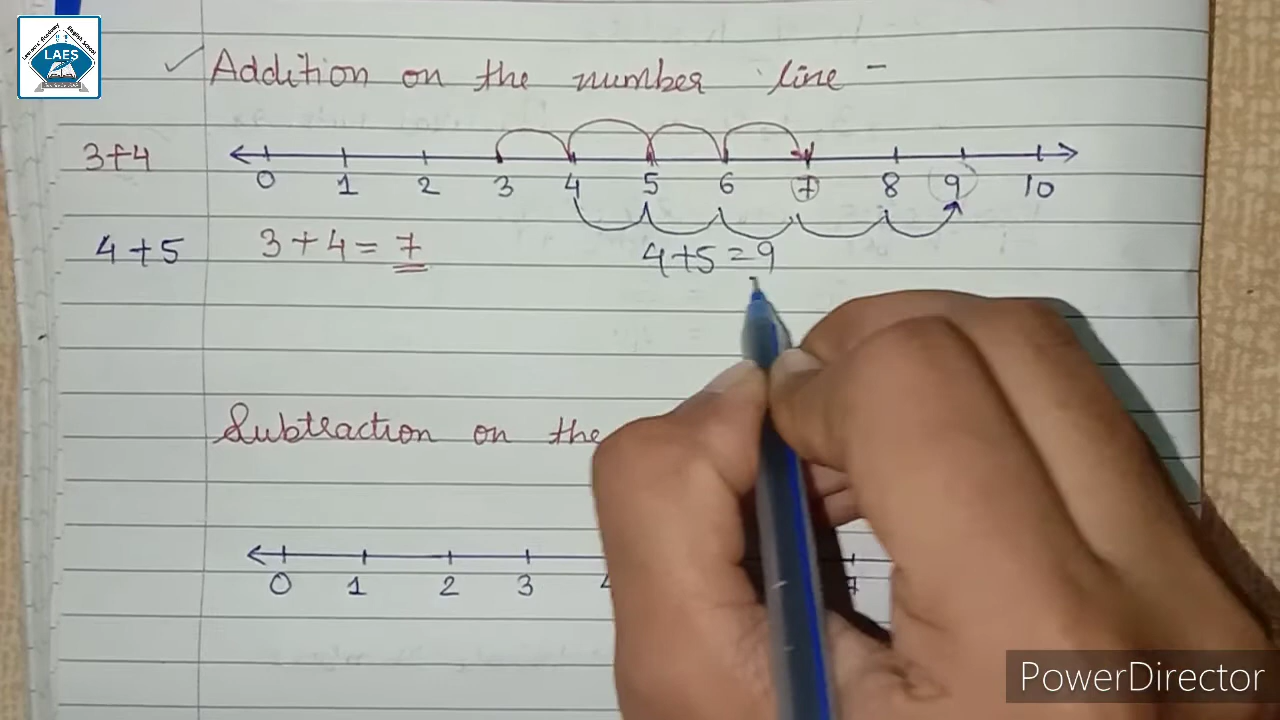 LAES
Addition on the number line -
3+4
0 1 2 3 4 5 6 7 8 9 10
4+5 3+4=7 4+5=9
Subtraction on the
0 1 2 3
PowerDirector